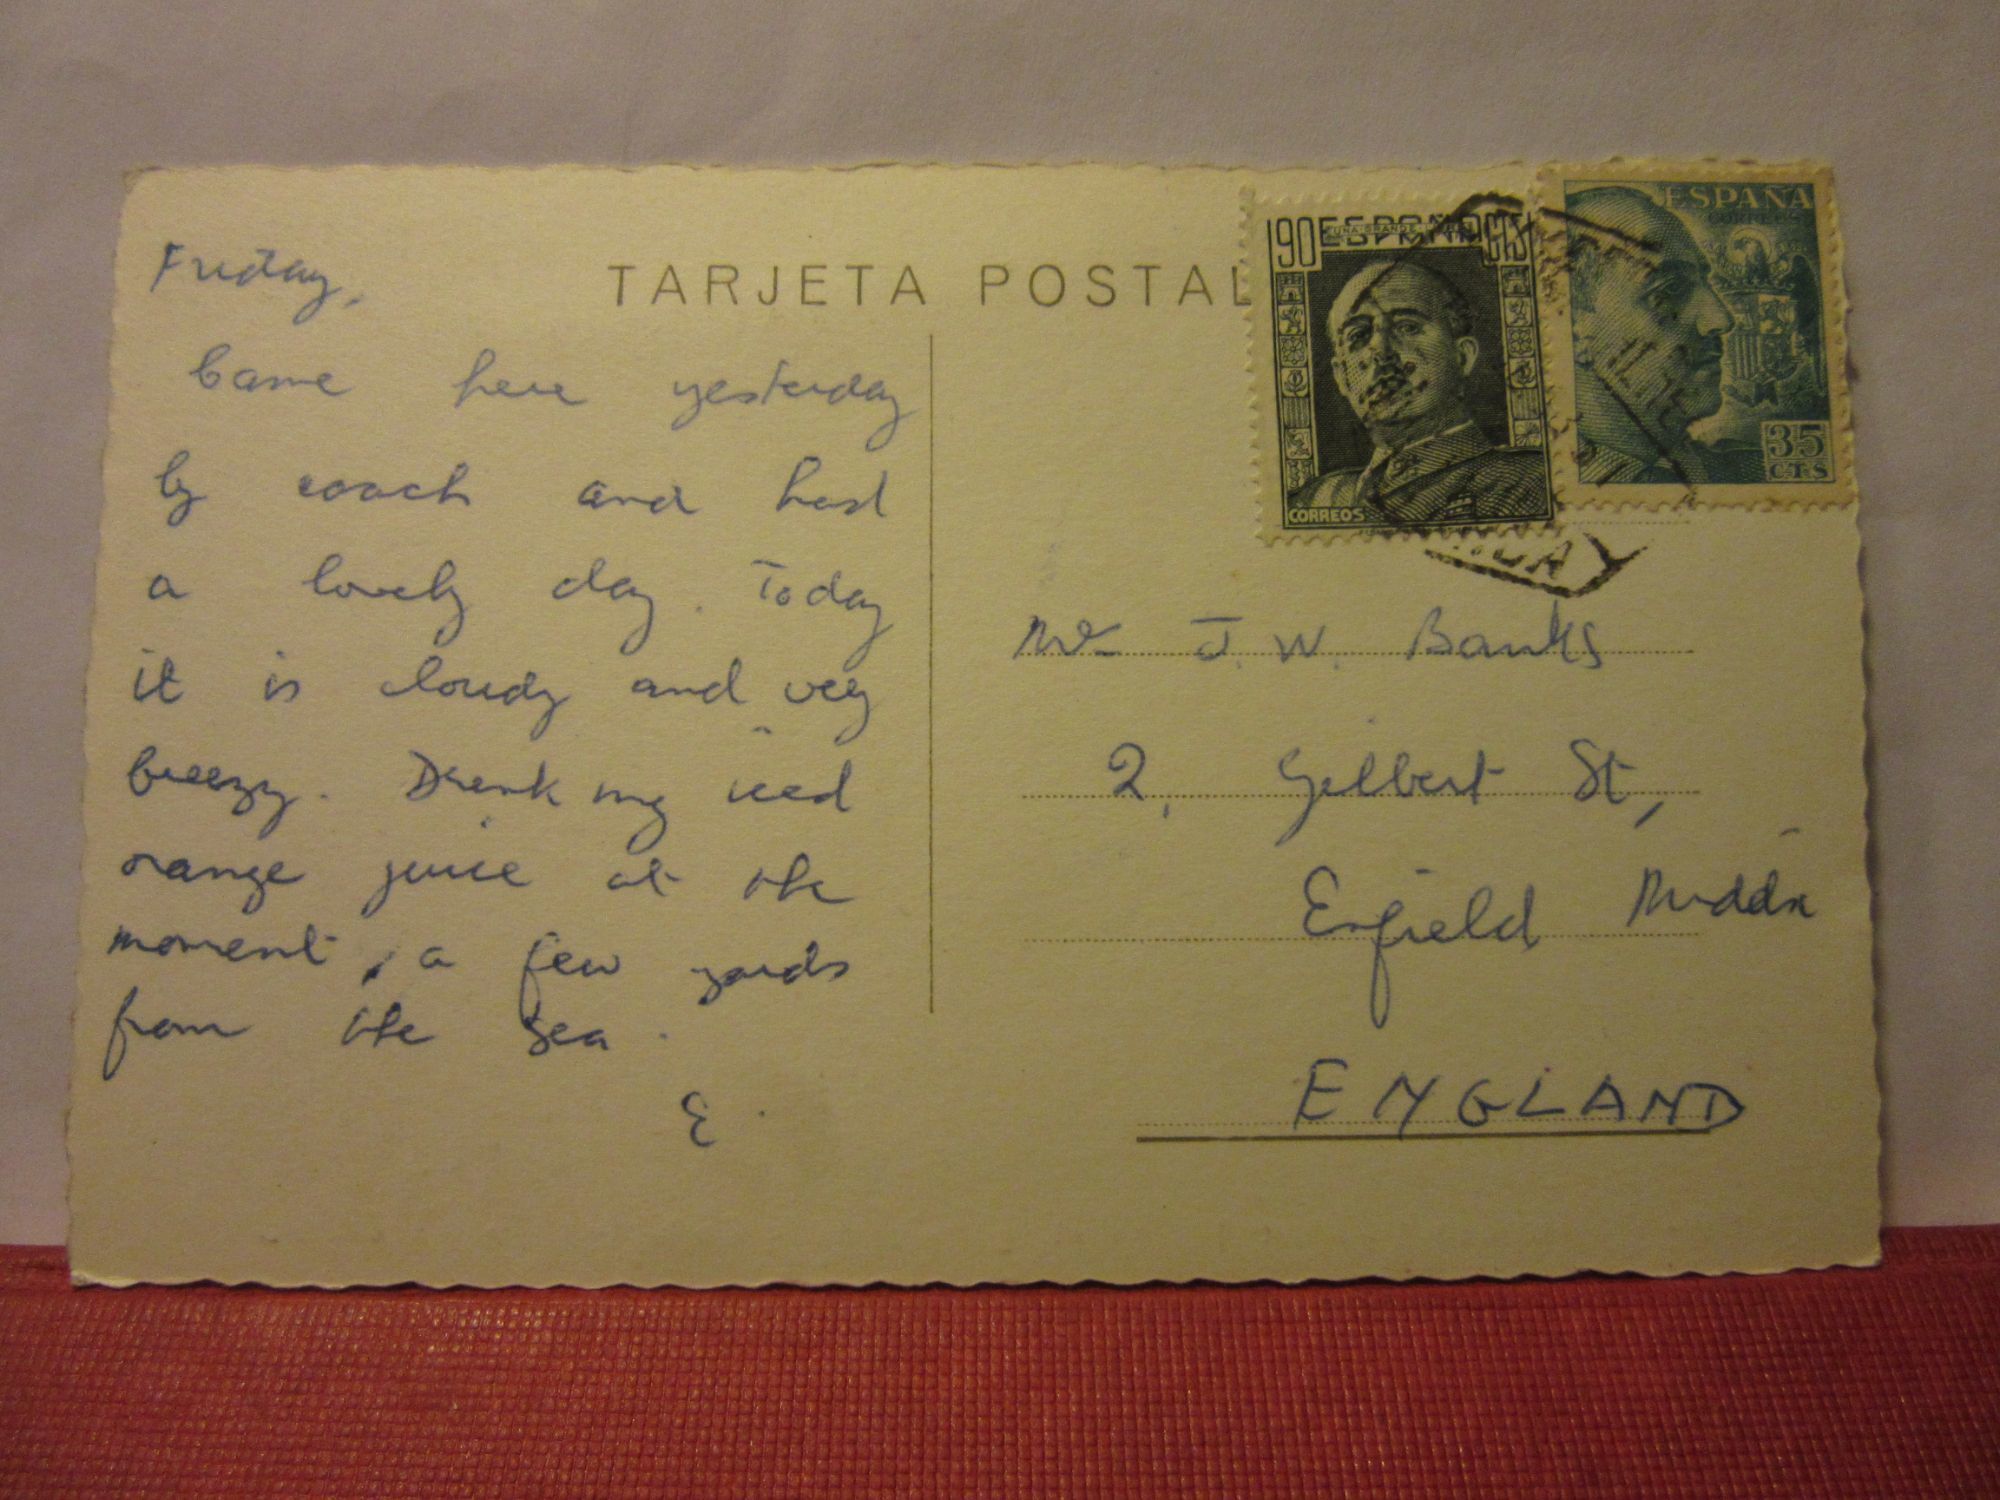 TARJETA POSTAL
Friday,
Came here yesterday
by coach and had
a lovely day. Today
it is cloudy and very
breezy. Drink my iced
orange juice at the
moment, a few yards
from the sea.
E.
90 ESPAÑA CTS
CORREOS
ESPAÑA
CORREOS
35
CTS
Mr J. W. Banks
2, Gilbert St,
Enfield Middx
ENGLAND